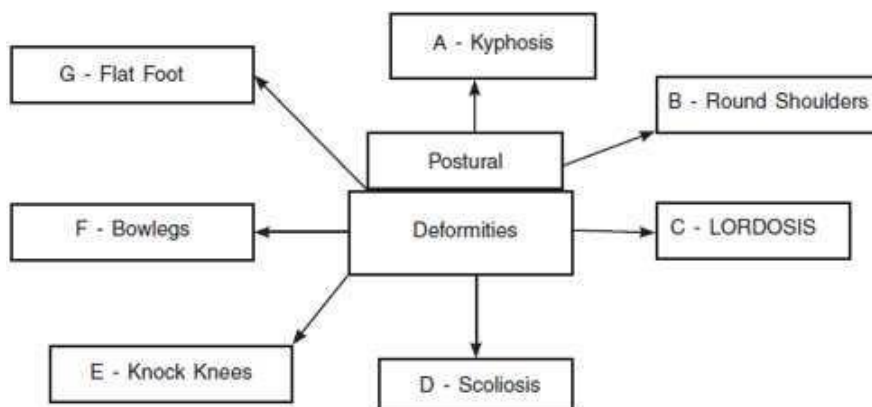 A - Kyphosis
G - Flat Foot
B - Round Shoulders
Postural
Deformities
F - Bowlegs
C - LORDOSIS
E - Knock Knees
D - Scoliosis